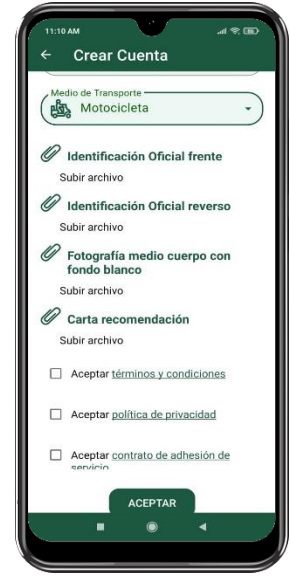 11:10 AM
Crear Cuenta
Medio de Transporte
Motocicleta
Identificación Oficial frente
Subir archivo
Identificación Oficial reverso
Subir archivo
Fotografía medio cuerpo con
fondo blanco
Subir archivo
Carta recomendación
Subir archivo
Aceptar términos y condiciones
Aceptar política de privacidad
Aceptar contrato de adhesión de
servicio
ACEPTAR